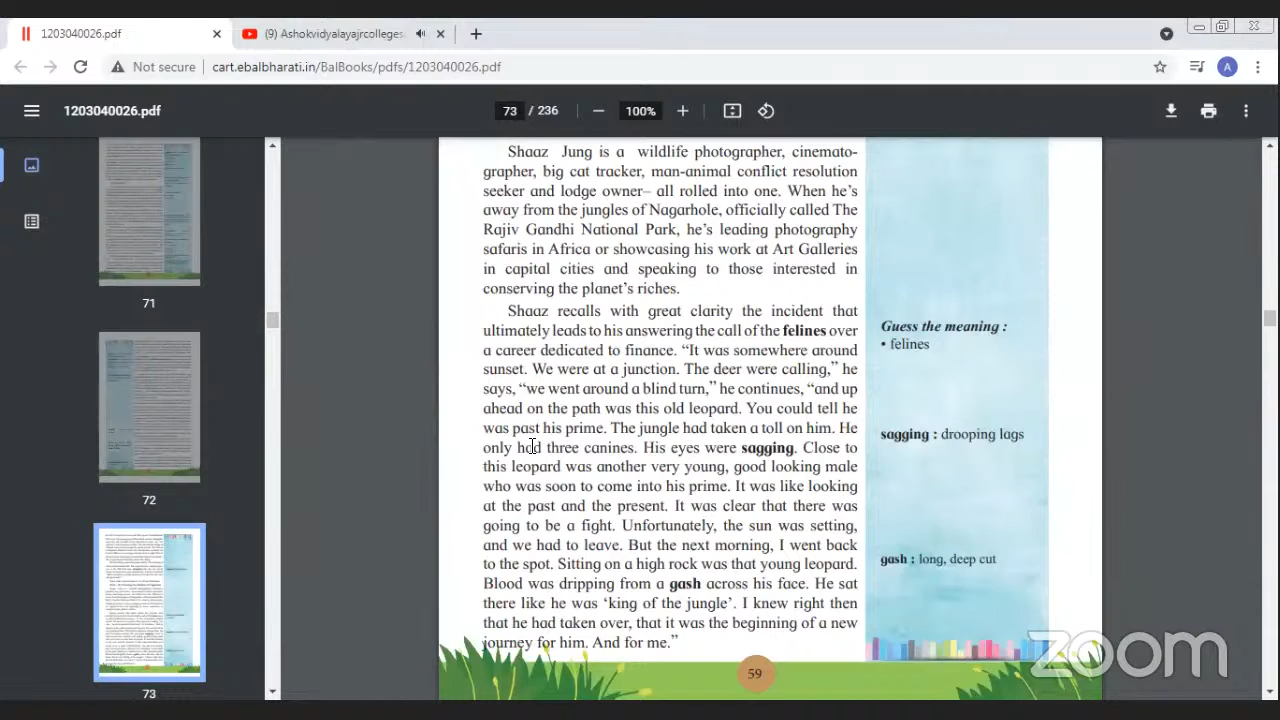 1203040026.pdf
(9) Ashokvidyalayajrcolleges
Not secure
cart.ebalbharati.in/BalBooks/pdfs/1203040026.pdf
A
1203040026.pdf
73 / 236
100%
71
72
73
Shaaz Jung is a wildlife photographer, cinemato-
grapher, big cat tracker, man-animal conflict resolution
seeker and lodge owner– all rolled into one. When he’s
away from the jungles of Nagarhole, officially called The
Rajiv Gandhi National Park, he’s leading photography
safaris in Africa or showcasing his work at Art Galleries
in capital cities and speaking to those interested in
conserving the planet’s riches.
Shaaz recalls with great clarity the incident that
ultimately leads to his answering the call of the felines over
a career dedicated to finance. “It was somewhere around
sunset. We were at a junction. The deer were calling,” he
says, “we went around a blind turn,” he continues, “and up
ahead on the path was this old leopard. You could tell he
was past his prime. The jungle had taken a toll on him. He
only had three canines. His eyes were sagging. Close to
this leopard was another very young, good looking male
who was soon to come into his prime. It was like looking
at the past and the present. It was clear that there was
going to be a fight. Unfortunately, the sun was setting,
and we had to leave. But the next morning, I went back
to the spot. Sitting on a high rock was that young leopard.
Blood was dripping from a gash across his face. He sat
there like he was ‘king of the jungle’. I knew right then
that he had taken over, that it was the beginning of a new
journey for him. And for me.”
Guess the meaning :
• felines
sagging : drooping lags
gash : long, deep cut
59
zoom